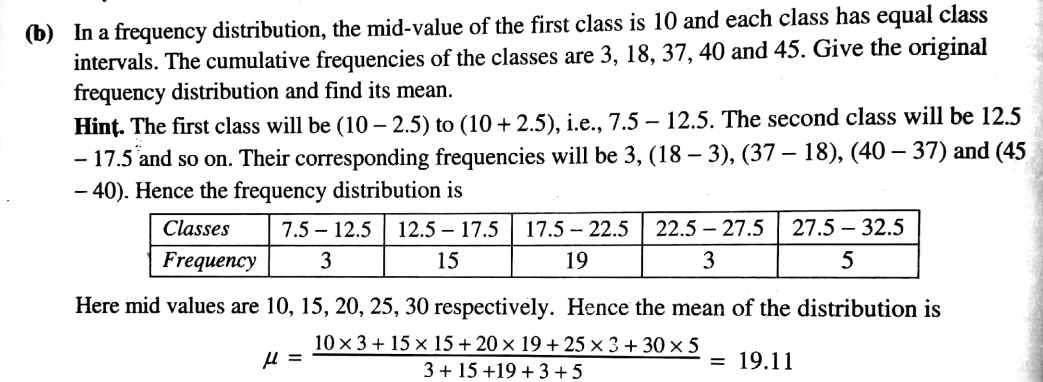 (b) In a frequency distribution, the mid-value of the first class is 10 and each class has equal class
intervals. The cumulative frequencies of the classes are 3, 18, 37, 40 and 45. Give the original
frequency distribution and find its mean.
Hint. The first class will be (10 – 2.5) to (10 + 2.5), i.e., 7.5 – 12.5. The second class will be 12.5
– 17.5 and so on. Their corresponding frequencies will be 3, (18 – 3), (37 – 18), (40 – 37) and (45
– 40). Hence the frequency distribution is
Classes 7.5 – 12.5 12.5 – 17.5 17.5 – 22.5 22.5 – 27.5 27.5 – 32.5
Frequency 3 15 19 3 5
Here mid values are 10, 15, 20, 25, 30 respectively. Hence the mean of the distribution is
10 × 3 + 15 × 15 + 20 × 19 + 25 × 3 + 30 × 5
μ = = 19.11
3 + 15 +19 + 3 + 5